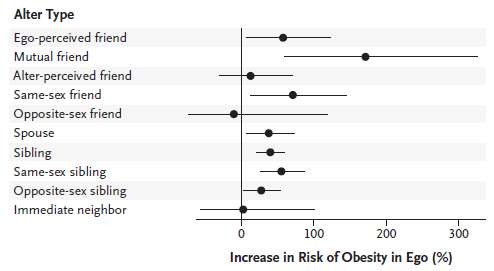 Alter Type
Ego-perceived friend
Mutual friend
Alter-perceived friend
Same-sex friend
Opposite-sex friend
Spouse
Sibling
Same-sex sibling
Opposite-sex sibling
Immediate neighbor
0 100 200 300
Increase in Risk of Obesity in Ego (%)